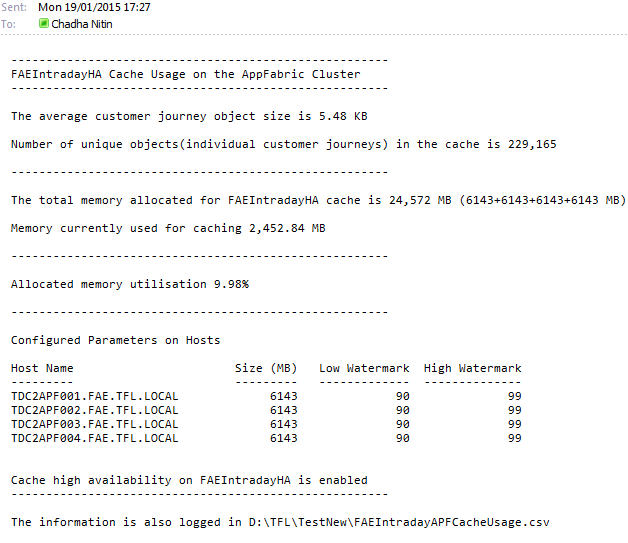 Sent: Mon 19/01/2015 17:27
To: Chadha Nitin
------------------------------------------------------
FAEIntradayHA Cache Usage on the AppFabric Cluster
------------------------------------------------------
The average customer journey object size is 5.48 KB
Number of unique objects(individual customer journeys) in the cache is 229,165
------------------------------------------------------
The total memory allocated for FAEIntradayHA cache is 24,572 MB (6143+6143+6143+6143 MB)
Memory currently used for caching 2,452.84 MB
------------------------------------------------------
Allocated memory utilisation 9.98%
------------------------------------------------------
Configured Parameters on Hosts
Host Name Size (MB) Low Watermark High Watermark
--------- --------- ------------- --------------
TDC2APF001.FAE.TFL.LOCAL 6143 90 99
TDC2APF002.FAE.TFL.LOCAL 6143 90 99
TDC2APF003.FAE.TFL.LOCAL 6143 90 99
TDC2APF004.FAE.TFL.LOCAL 6143 90 99
Cache high availability on FAEIntradayHA is enabled
------------------------------------------------------
The information is also logged in D:\TFL\TestNew\FAEIntradayAPFCacheUsage.csv